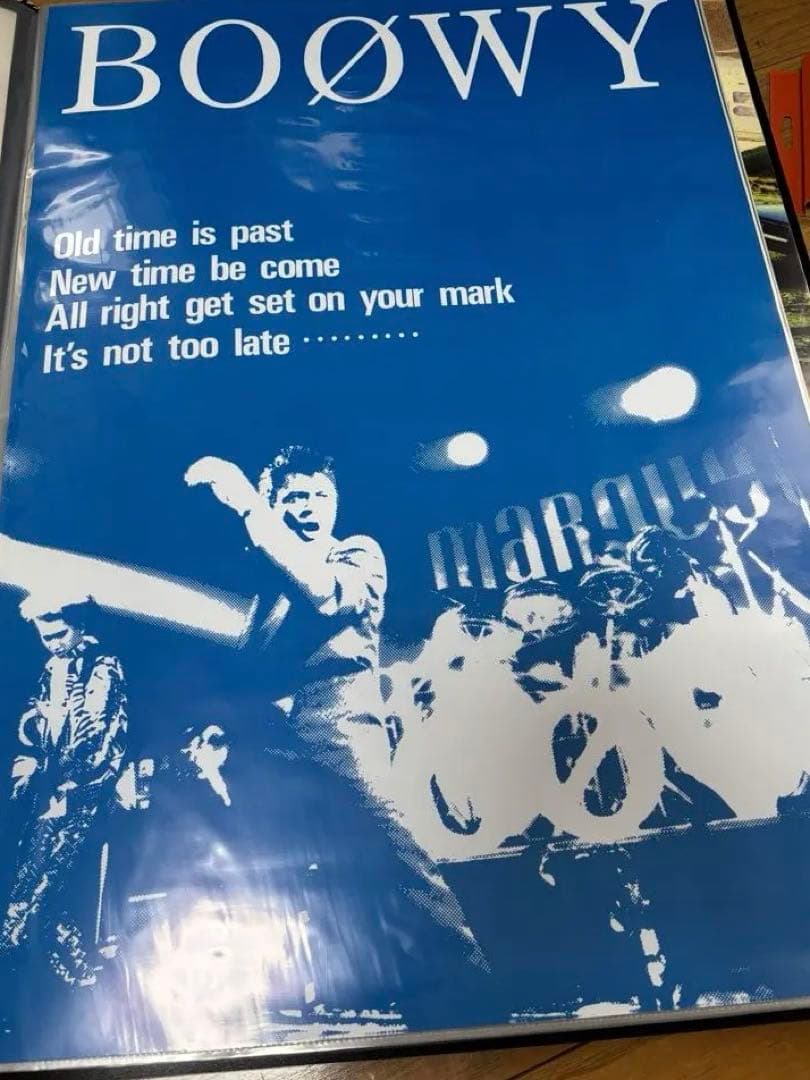 BOØWY
Old time is past
New time be come
All right get set on your mark
It's not too late ·········